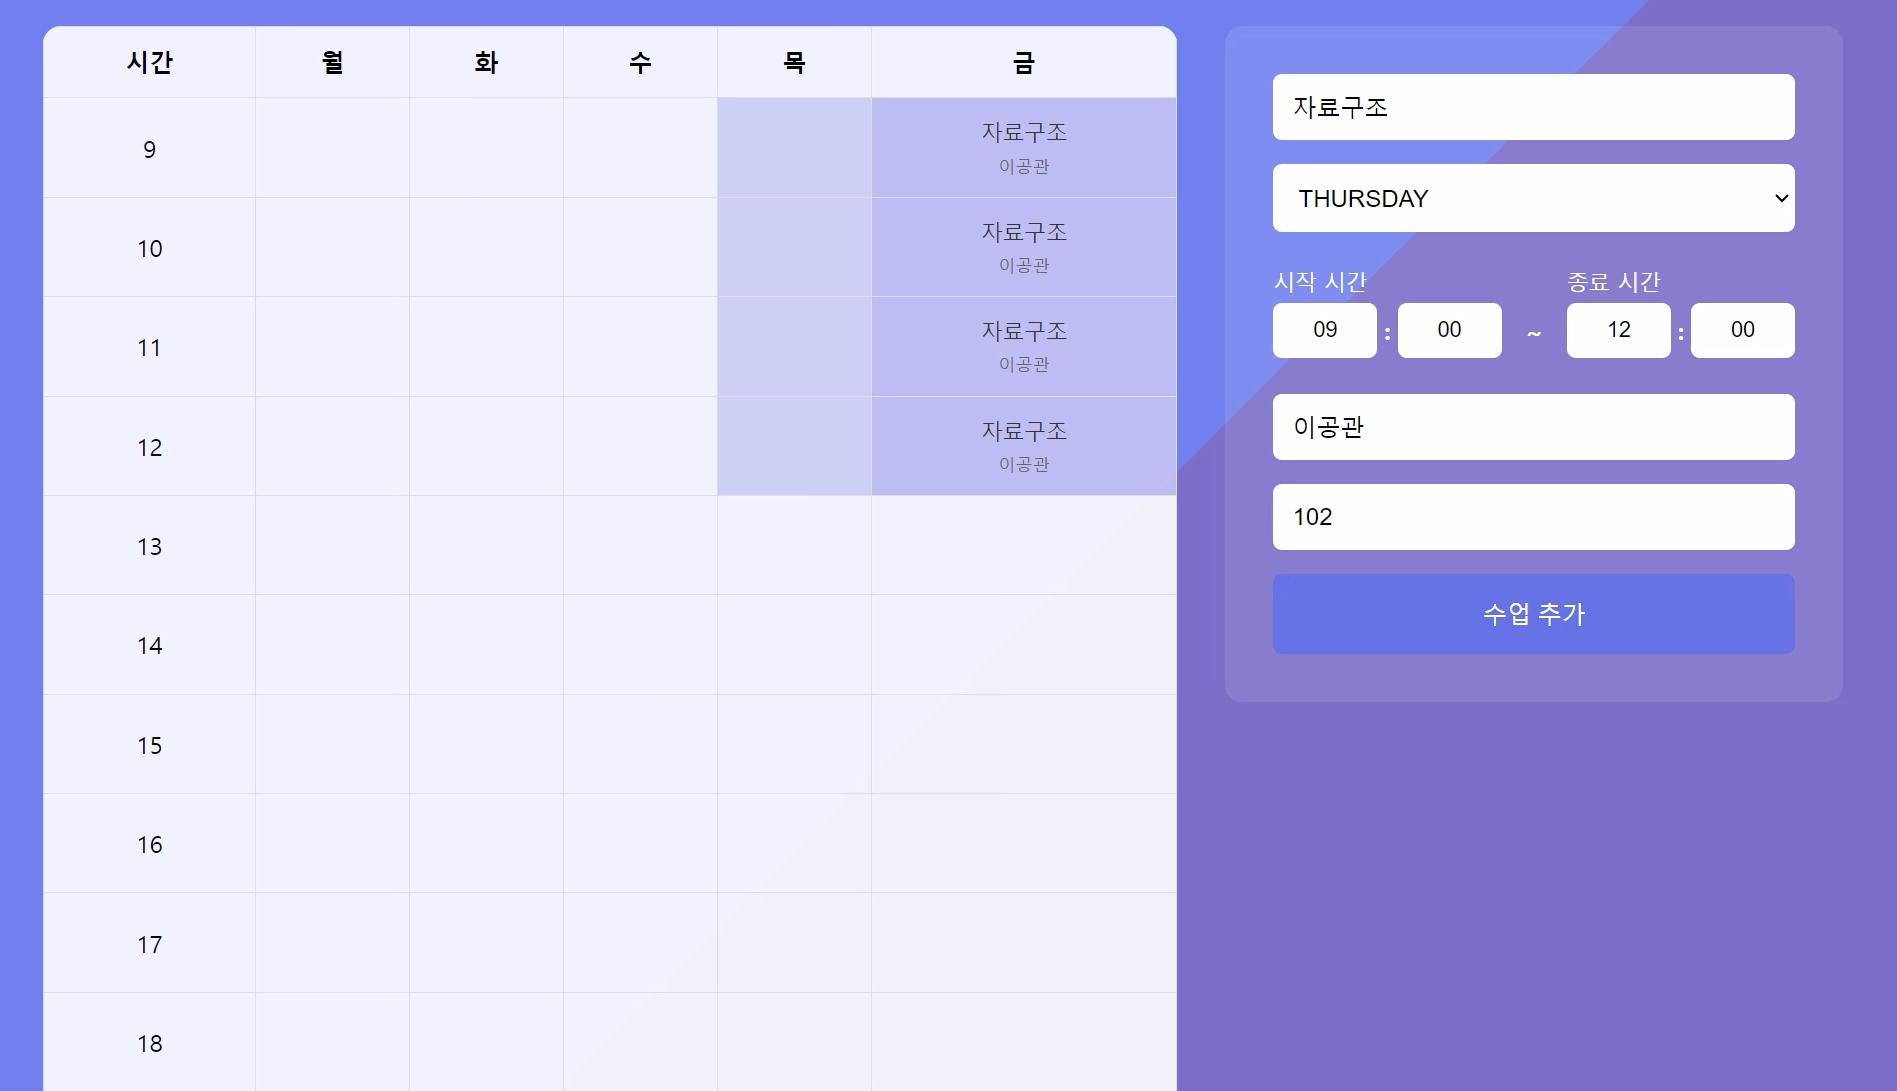 시간 월 화 수 목 금
9 자료구조
이공관
10 자료구조
이공관
11 자료구조
이공관
12 자료구조
이공관
13
14
15
16
17
18
자료구조
THURSDAY
시작 시간 종료 시간
09 : 00 ~ 12 : 00
이공관
102
수업 추가